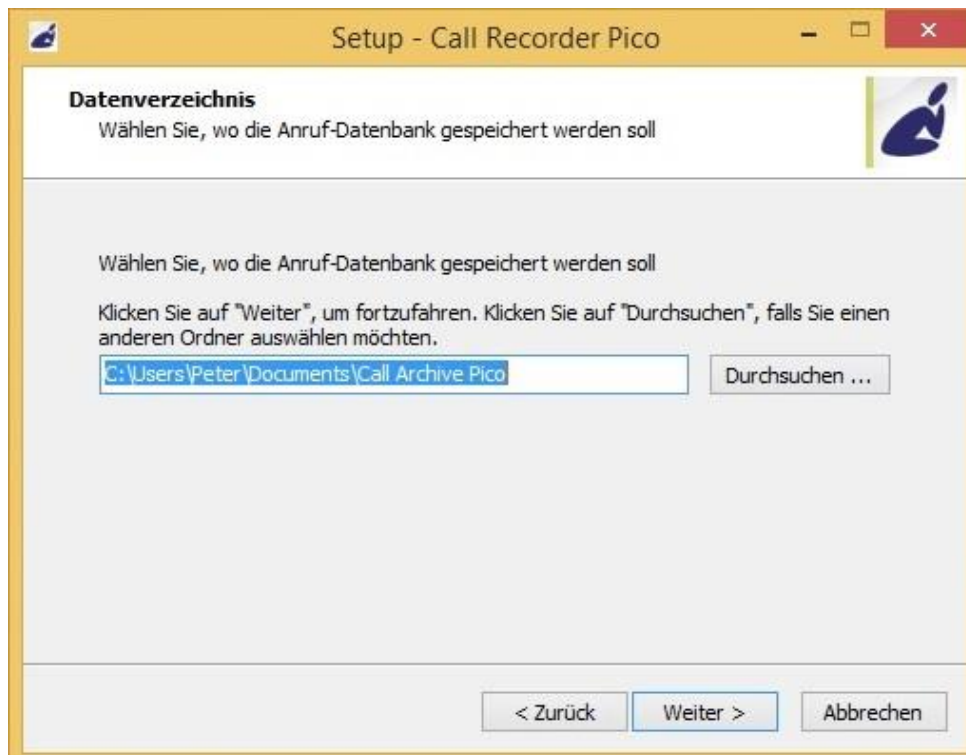 Setup - Call Recorder Pico
Datenverzeichnis
Wählen Sie, wo die Anruf-Datenbank gespeichert werden soll
Wählen Sie, wo die Anruf-Datenbank gespeichert werden soll
Klicken Sie auf "Weiter", um fortzufahren. Klicken Sie auf "Durchsuchen", falls Sie einen
anderen Ordner auswählen möchten.
C:\Users\Peter\Documents\Call Archive Pico
Durchsuchen ...
< Zurück
Weiter >
Abbrechen